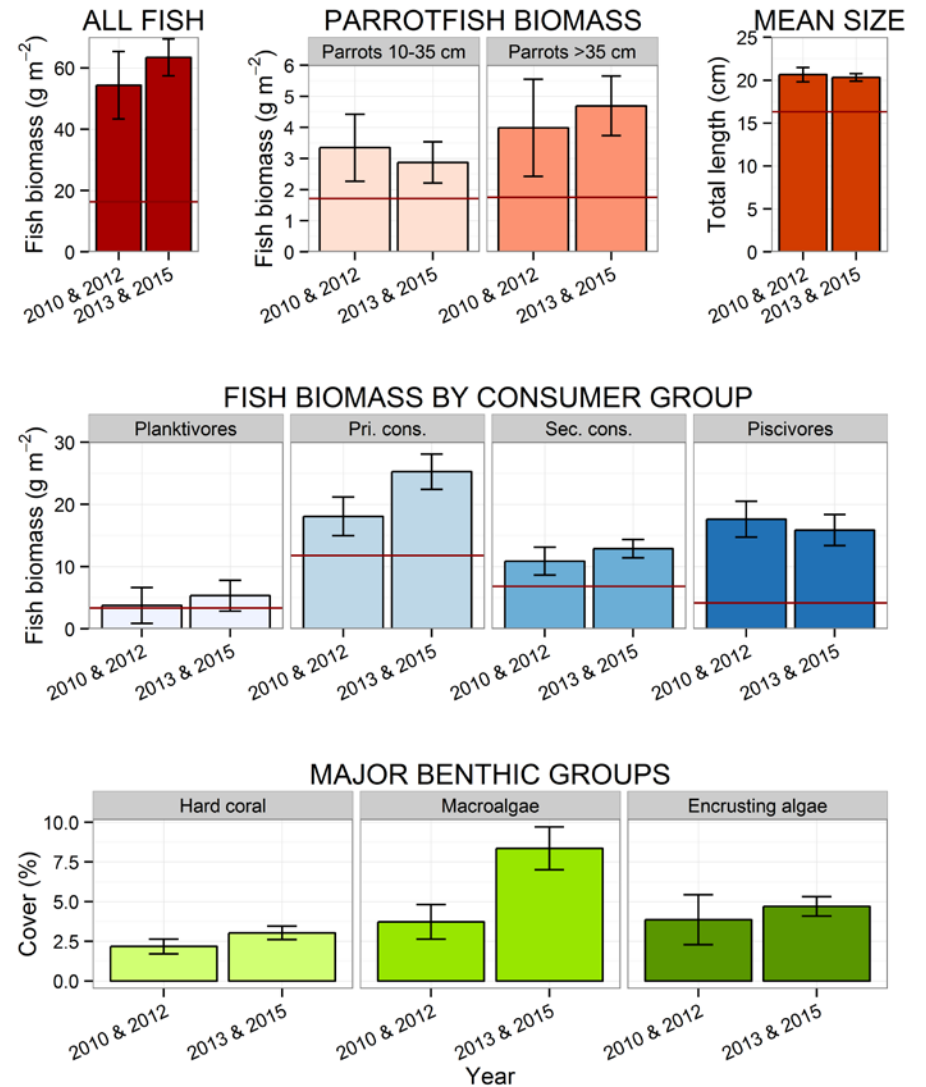 ALL FISH
Fish biomass (g m⁻²)
60
40
20
0
2010 & 2012
2013 & 2015
PARROTFISH BIOMASS
Parrots 10-35 cm
Parrots >35 cm
Fish biomass (g m⁻²)
6
5
4
3
2
1
0
2010 & 2012
2013 & 2015
2010 & 2012
2013 & 2015
MEAN SIZE
Total length (cm)
25
20
15
10
5
0
2010 & 2012
2013 & 2015
FISH BIOMASS BY CONSUMER GROUP
Planktivores
Pri. cons.
Sec. cons.
Piscivores
Fish biomass (g m⁻²)
30
20
10
0
2010 & 2012
2013 & 2015
2010 & 2012
2013 & 2015
2010 & 2012
2013 & 2015
2010 & 2012
2013 & 2015
MAJOR BENTHIC GROUPS
Hard coral
Macroalgae
Encrusting algae
Cover (%)
10.0
7.5
5.0
2.5
0.0
2010 & 2012
2013 & 2015
2010 & 2012
2013 & 2015
2010 & 2012
2013 & 2015
Year